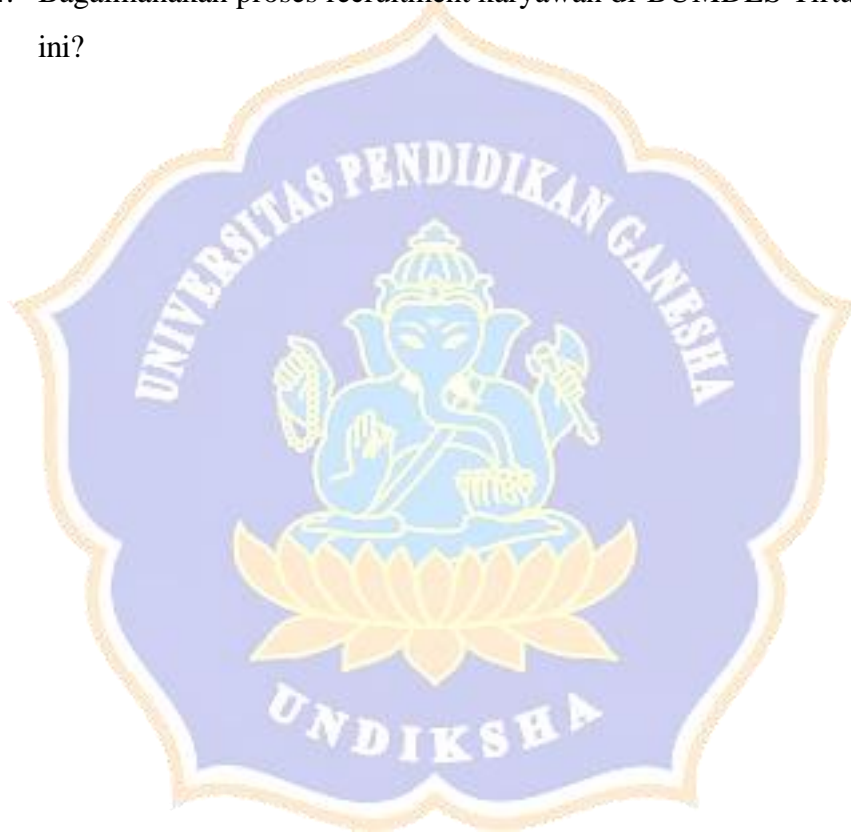 Bagaimanakah proses recruitment karyawan di BUMDES Tirta
ini?
UNIVERSITAS PENDIDIKAN GANESHA
UNDIKSHA